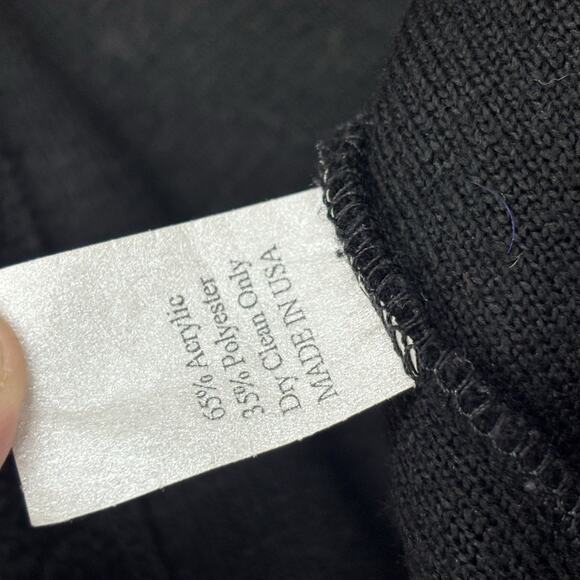 65% Acrylic
35% Polyester
Dry Clean Only
MADE IN USA